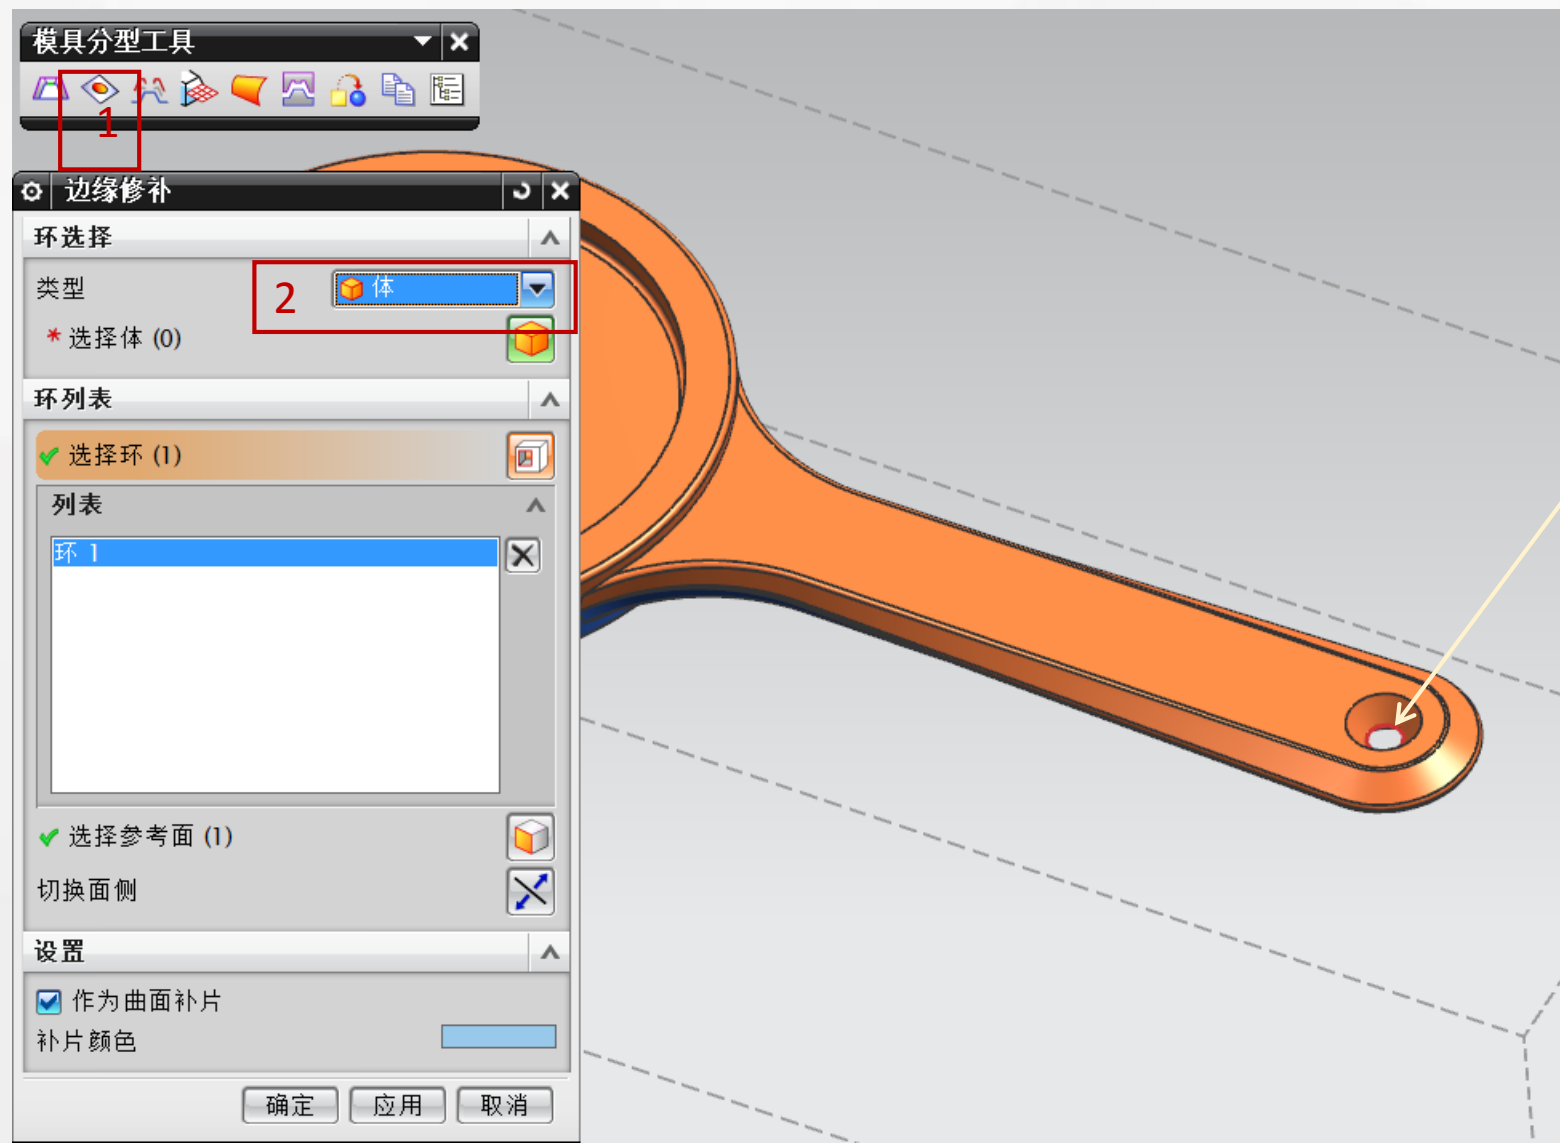 模具分型工具
1
边缘修补
环选择
类型
2
体
* 选择体 (0)
环列表
选择环 (1)
列表
环 1
选择参考面 (1)
切换面侧
设置
作为曲面补片
补片颜色
确定 应用 取消